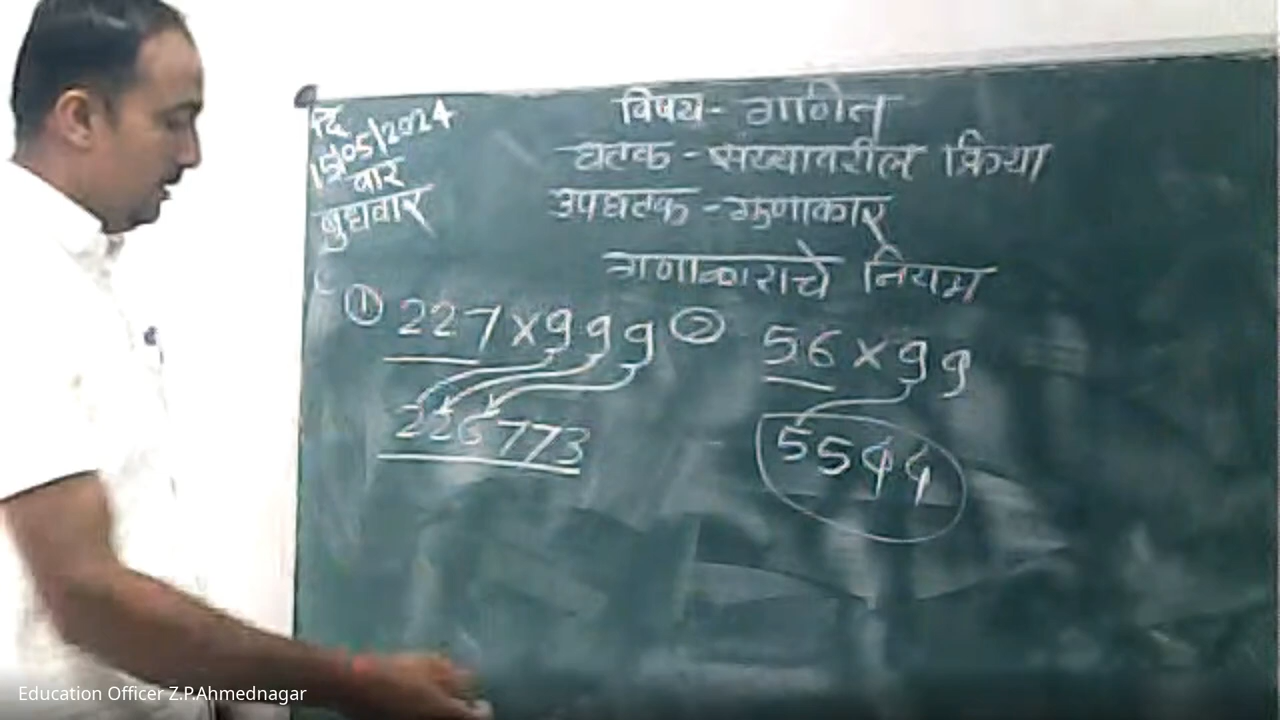 दि
15/05/2024
वार
बुधवार
विषय - गणित
घटक - संख्यावरील क्रिया
उपघटक - गुणाकार
गुणाकाराचे नियम
① 227 x 999
226773
② 56 x 99
5544
Education Officer Z.P.Ahmednagar